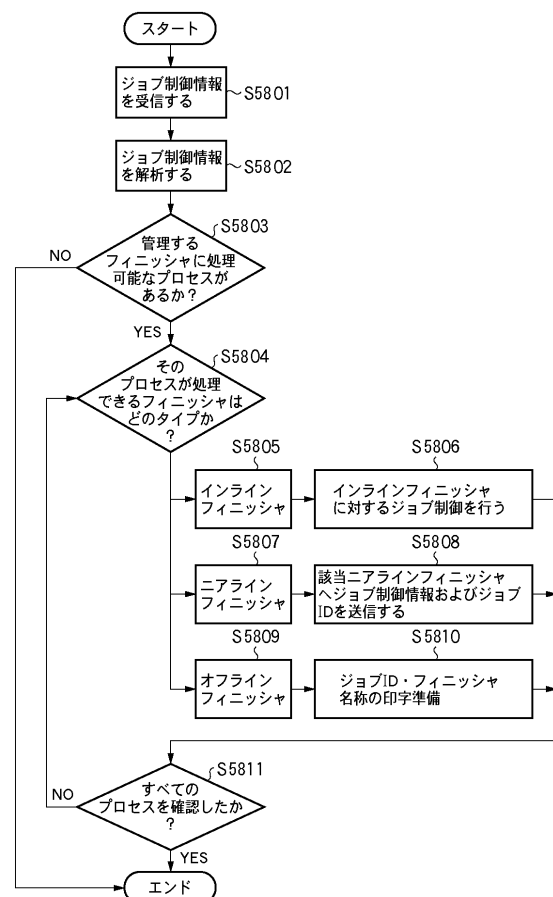 スタート
ジョブ制御情報
を受信する
S5801
ジョブ制御情報
を解析する
S5802
S5803
管理する
フィニッシャに処理
可能なプロセスが
あるか？
NO
YES
S5804
その
プロセスが処理
できるフィニッシャは
どのタイプか
？
S5805
インライン
フィニッシャ
S5806
インラインフィニッシャ
に対するジョブ制御を行う
S5807
ニアライン
フィニッシャ
S5808
該当ニアラインフィニッシャ
へジョブ制御情報およびジョブ
IDを送信する
S5809
オフライン
フィニッシャ
S5810
ジョブID・フィニッシャ
名称の印字準備
S5811
すべての
プロセスを確認したか
？
NO
YES
エンド